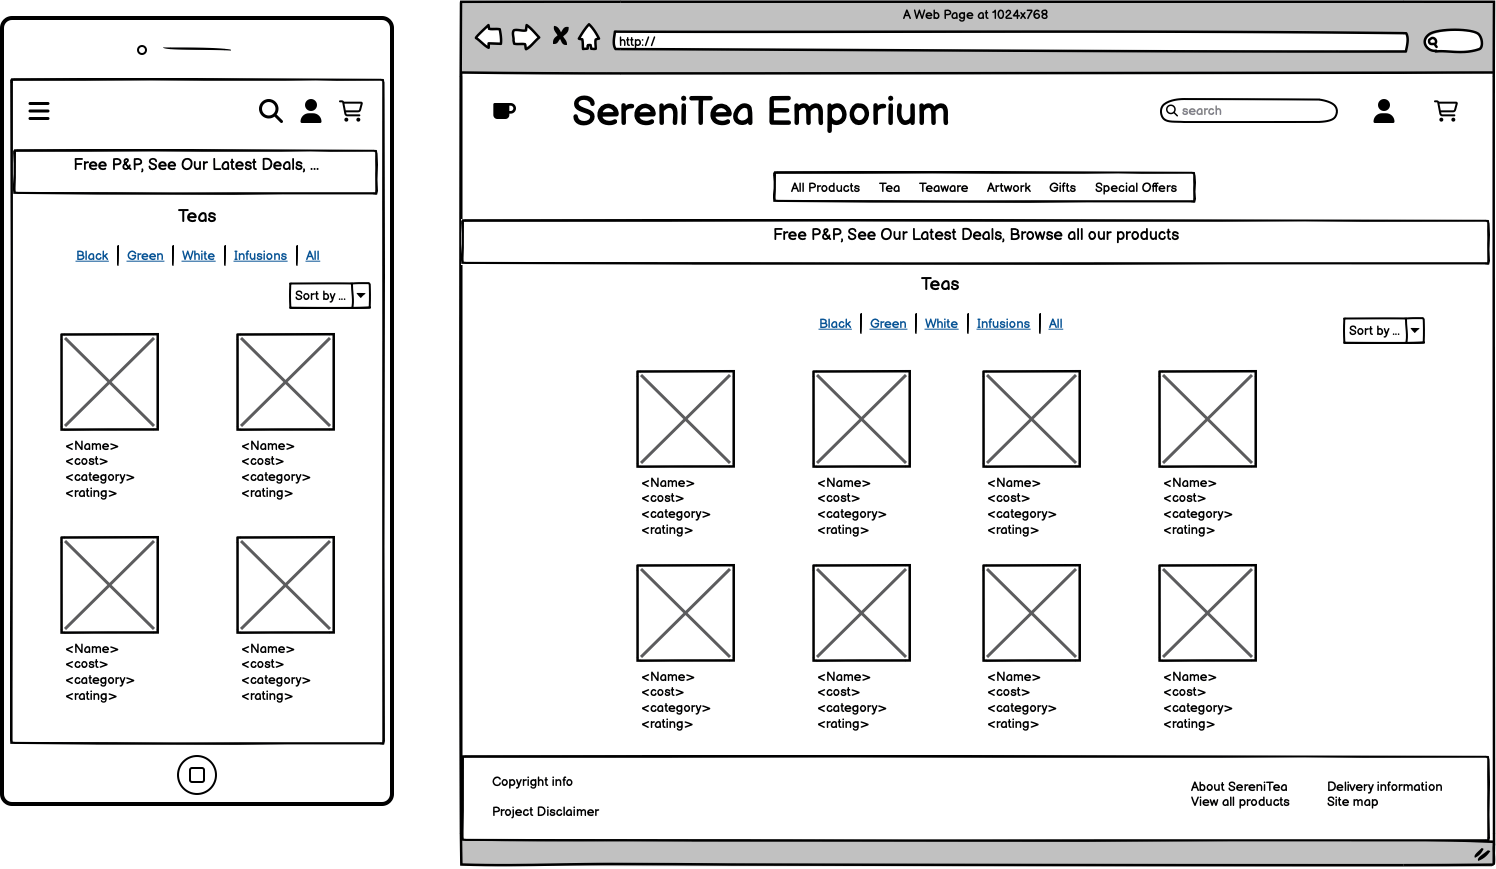 Free P&P, See Our Latest Deals, ...
Teas
Black Green White Infusions All
Sort by ...
<Name> <Name>
<cost> <cost>
<category> <category>
<rating> <rating>
<Name> <Name>
<cost> <cost>
<category> <category>
<rating> <rating>
A Web Page at 1024x768
http://
SereniTea Emporium
search
All Products Tea Teaware Artwork Gifts Special Offers
Free P&P, See Our Latest Deals, Browse all our products
Teas
Black Green White Infusions All
Sort by ...
<Name> <Name> <Name> <Name>
<cost> <cost> <cost> <cost>
<category> <category> <category> <category>
<rating> <rating> <rating> <rating>
<Name> <Name> <Name> <Name>
<cost> <cost> <cost> <cost>
<category> <category> <category> <category>
<rating> <rating> <rating> <rating>
Copyright info
Project Disclaimer
About SereniTea Delivery information
View all products Site map